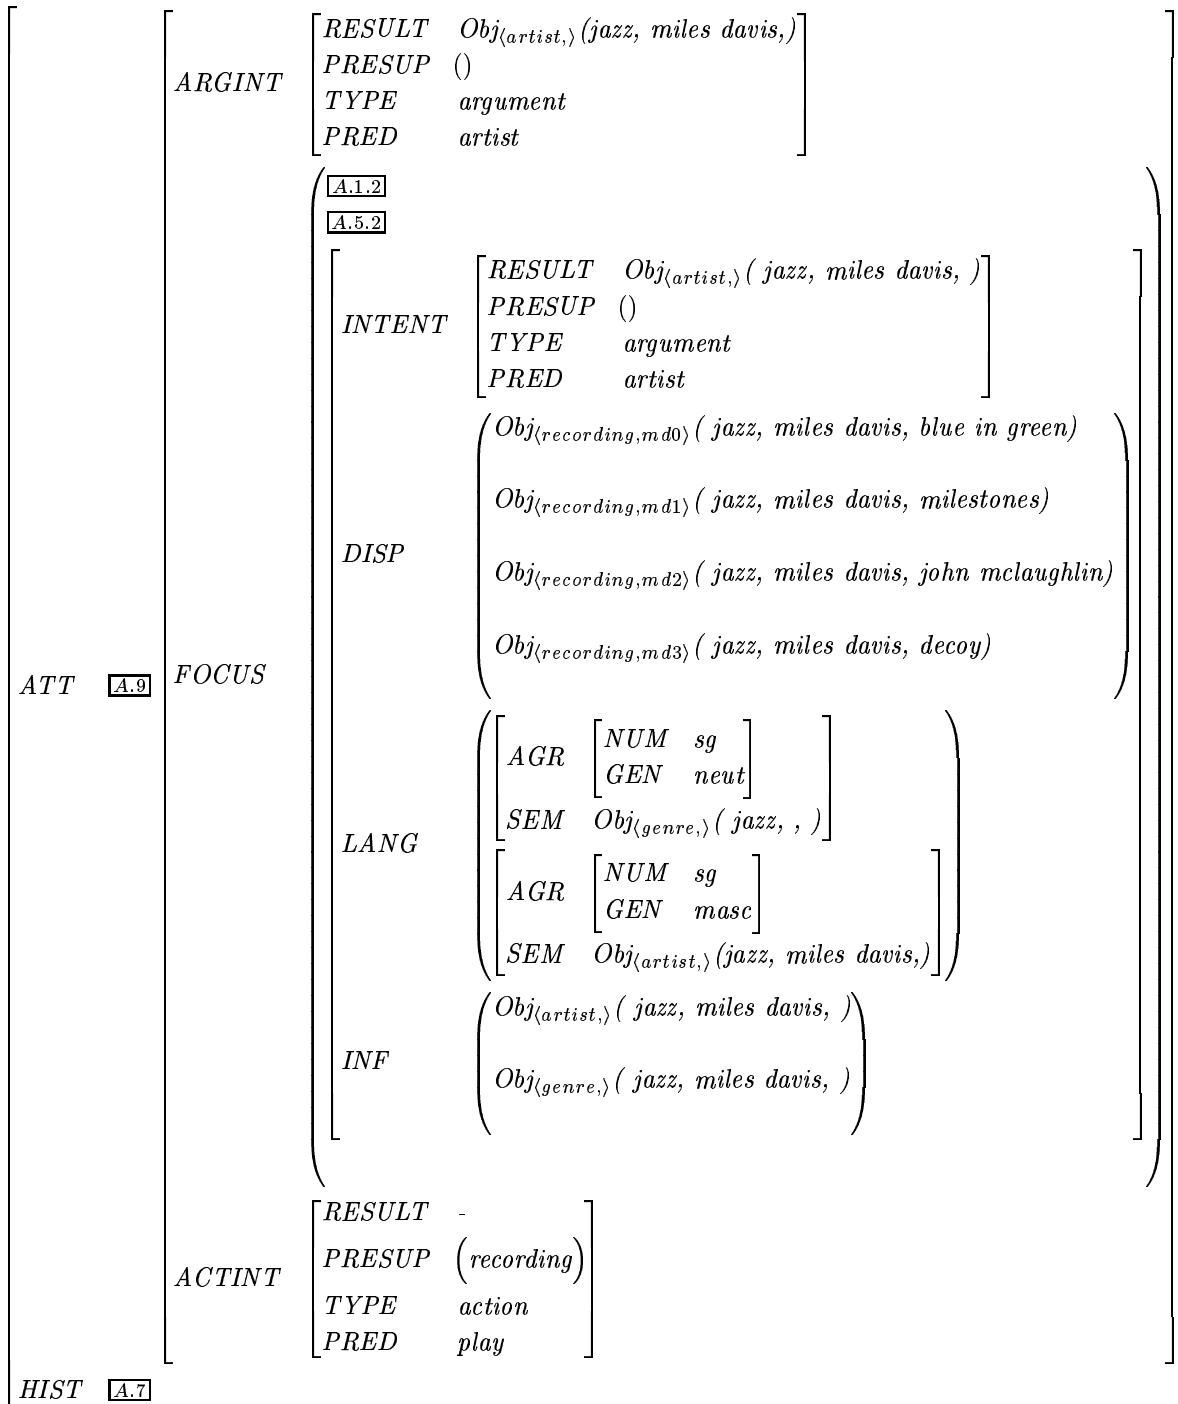 RESULT Obj⟨artist,⟩(jazz, miles davis,)
PRESUP ()
ARGINT
TYPE argument
PRED artist
A.1.2
A.5.2
RESULT Obj⟨artist,⟩( jazz, miles davis, )
PRESUP ()
INTENT
TYPE argument
PRED artist
Obj⟨recording,md0⟩( jazz, miles davis, blue in green)
Obj⟨recording,md1⟩( jazz, miles davis, milestones)
DISP
Obj⟨recording,md2⟩( jazz, miles davis, john mclaughlin)
Obj⟨recording,md3⟩( jazz, miles davis, decoy)
ATT A.9 FOCUS
NUM sg
AGR
GEN neut
SEM Obj⟨genre,⟩( jazz, , )
LANG
NUM sg
AGR
GEN masc
SEM Obj⟨artist,⟩(jazz, miles davis,)
Obj⟨artist,⟩( jazz, miles davis, )
INF
Obj⟨genre,⟩( jazz, miles davis, )
RESULT -
PRESUP (recording)
ACTINT
TYPE action
PRED play
HIST A.7